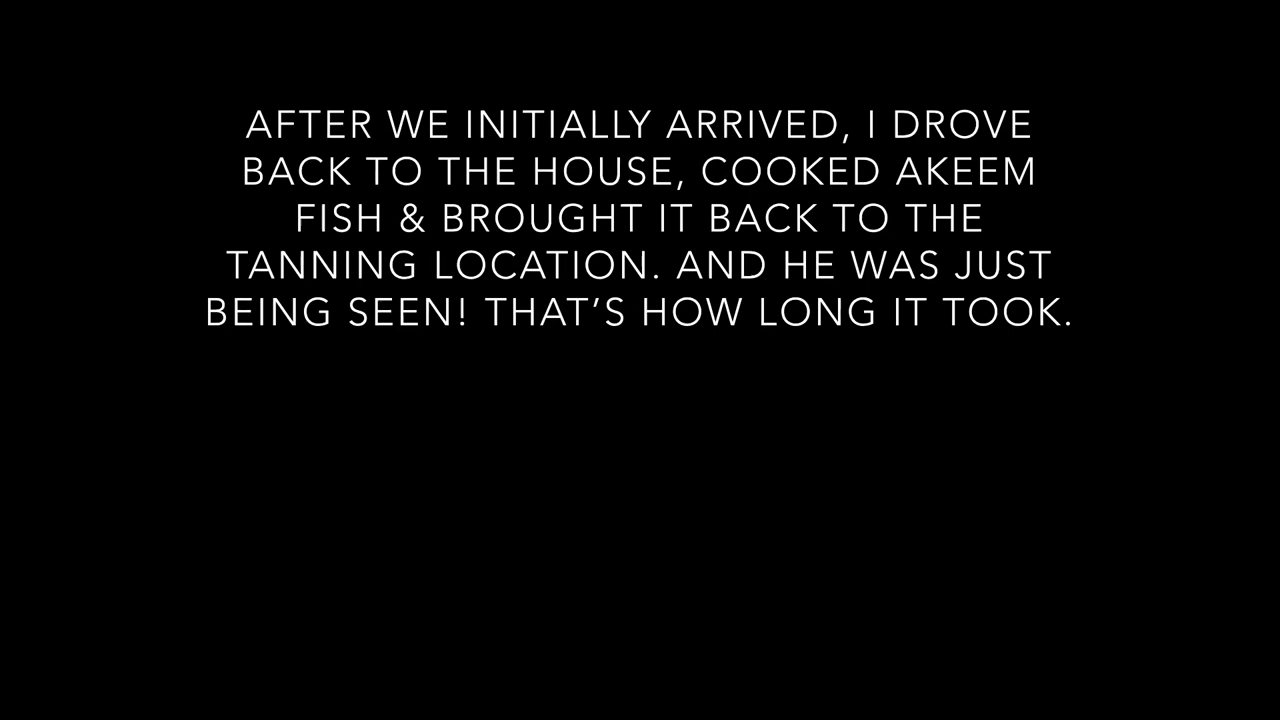 AFTER WE INITIALLY ARRIVED, I DROVE
BACK TO THE HOUSE, COOKED AKEEM
FISH & BROUGHT IT BACK TO THE
TANNING LOCATION. AND HE WAS JUST
BEING SEEN! THAT’S HOW LONG IT TOOK.